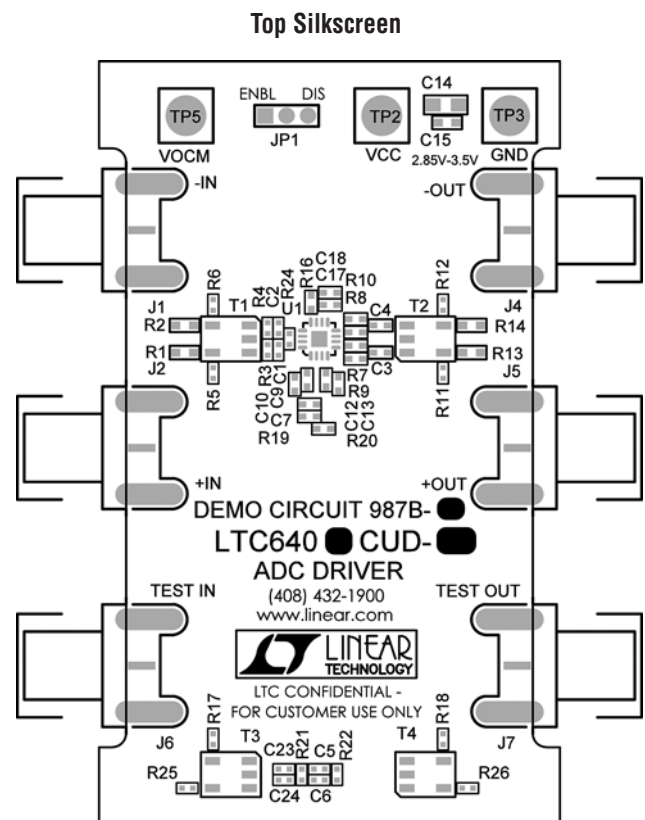 Top Silkscreen
ENBL DIS
C14
TP5
TP2
TP3
JP1
C15
VOCM
VCC
2.85V-3.5V
GND
-IN
-OUT
R6
R4
C2
R24
R16
C18
C17
R10
R8
R12
J1
T1
U1
C4
T2
J4
R2
R14
R1
R13
J2
R3
C1
C3
R7
R9
J5
R5
C10
C9
C7
R19
C12
C13
R20
R11
+IN
+OUT
DEMO CIRCUIT 987B-
LTC640 CUD-
ADC DRIVER
TEST IN
TEST OUT
(408) 432-1900
www.linear.com
LT LINEAR
TECHNOLOGY
LTC CONFIDENTIAL -
FOR CUSTOMER USE ONLY
R17
R18
J6
T3
T4
J7
C23
R21
C5
R22
R25
C24
C6
R26